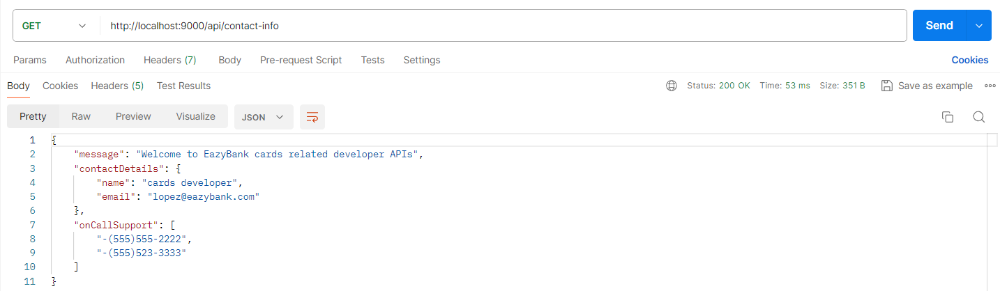 GET http://localhost:9000/api/contact-info Send
Params Authorization Headers (7) Body Pre-request Script Tests Settings Cookies
Body Cookies Headers (5) Test Results Status: 200 OK Time: 53 ms Size: 351 B Save as example
Pretty Raw Preview Visualize JSON
1 {
2 "message": "Welcome to EazyBank cards related developer APIs",
3 "contactDetails": {
4 "name": "cards developer",
5 "email": "lopez@eazybank.com"
6 },
7 "onCallSupport": [
8 "-(555)555-2222",
9 "-(555)523-3333"
10 ]
11 }